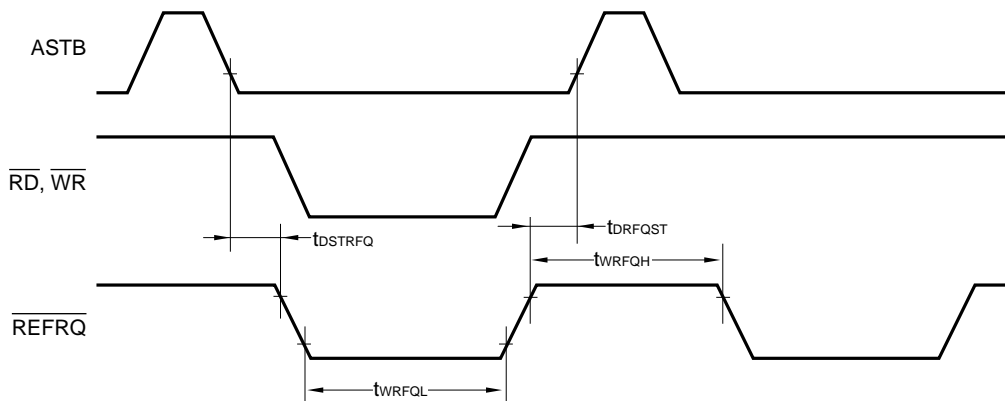 ASTB
RD, WR
tDSTRFQ
tDRFQST
tWRFQH
REFRQ
tWRFQL